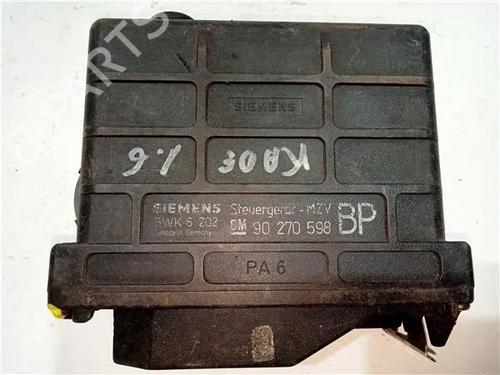 SIEMENS
KADE
1.6
SIEMENS Steuergerät - MZV BP
5WK 6 202 GM 90 270 598
Made in Germany
PA 6